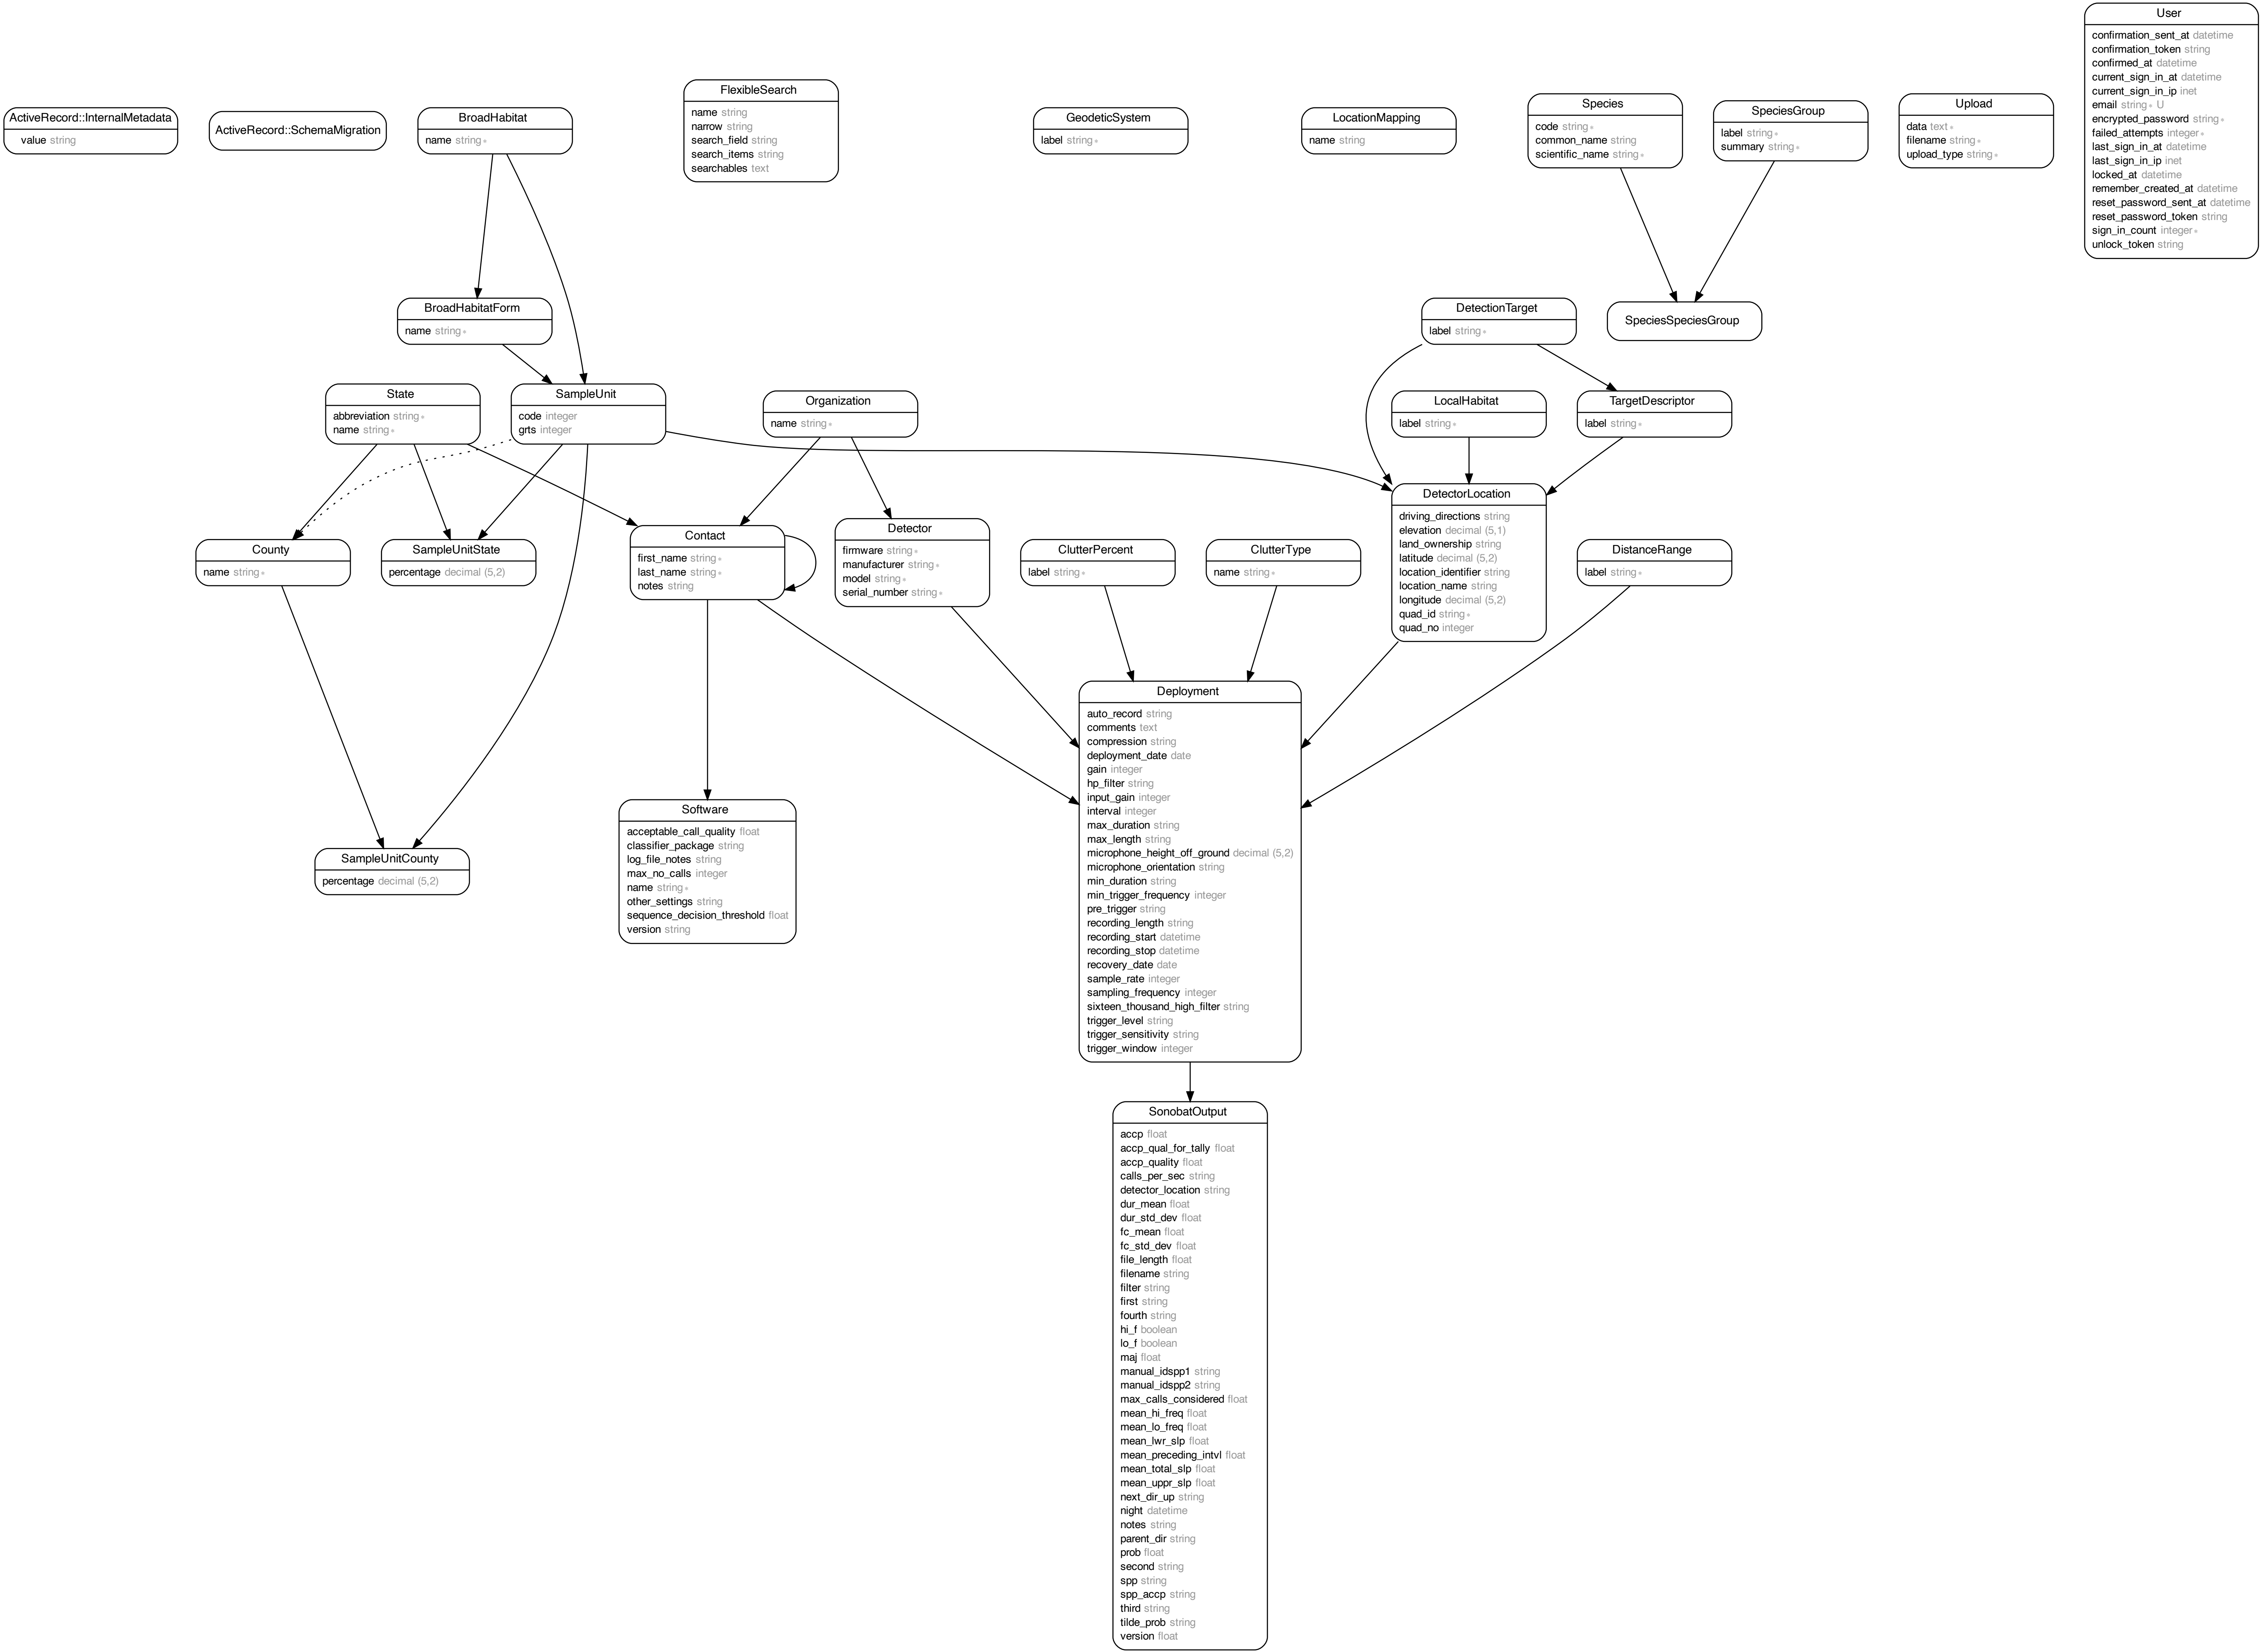 User
confirmation_sent_at datetime
confirmation_token string
confirmed_at datetime
current_sign_in_at datetime
current_sign_in_ip inet
email string∗ U
encrypted_password string∗
failed_attempts integer∗
last_sign_in_at datetime
last_sign_in_ip inet
locked_at datetime
remember_created_at datetime
reset_password_sent_at datetime
reset_password_token string
sign_in_count integer∗
unlock_token string
ActiveRecord::InternalMetadata
value string
ActiveRecord::SchemaMigration
BroadHabitat
name string∗
FlexibleSearch
name string
narrow string
search_field string
search_items string
searchables text
GeodeticSystem
label string∗
LocationMapping
name string
Species
code string∗
common_name string
scientific_name string∗
SpeciesGroup
label string∗
summary string∗
Upload
data text∗
filename string∗
upload_type string∗
BroadHabitatForm
name string∗
DetectionTarget
label string∗
SpeciesSpeciesGroup
State
abbreviation string∗
name string∗
SampleUnit
code integer
grts integer
Organization
name string∗
LocalHabitat
label string∗
TargetDescriptor
label string∗
County
name string∗
SampleUnitState
percentage decimal (5,2)
Contact
first_name string∗
last_name string∗
notes string
Detector
firmware string∗
manufacturer string∗
model string∗
serial_number string∗
ClutterPercent
label string∗
ClutterType
name string∗
DetectorLocation
driving_directions string
elevation decimal (5,1)
land_ownership string
latitude decimal (5,2)
location_identifier string
location_name string
longitude decimal (5,2)
quad_id string∗
quad_no integer
DistanceRange
label string∗
SampleUnitCounty
percentage decimal (5,2)
Software
acceptable_call_quality float
classifier_package string
log_file_notes string
max_no_calls integer
name string∗
other_settings string
sequence_decision_threshold float
version string
Deployment
auto_record string
comments text
compression string
deployment_date date
gain integer
hp_filter string
input_gain integer
interval integer
max_duration string
max_length string
microphone_height_off_ground decimal (5,2)
microphone_orientation string
min_duration string
min_trigger_frequency integer
pre_trigger string
recording_length string
recording_start datetime
recording_stop datetime
recovery_date date
sample_rate integer
sampling_frequency integer
sixteen_thousand_high_filter string
trigger_level string
trigger_sensitivity string
trigger_window integer
SonobatOutput
accp float
accp_qual_for_tally float
accp_quality float
calls_per_sec string
detector_location string
dur_mean float
dur_std_dev float
fc_mean float
fc_std_dev float
file_length float
filename string
filter string
first string
fourth string
hi_f boolean
lo_f boolean
maj float
manual_idspp1 string
manual_idspp2 string
max_calls_considered float
mean_hi_freq float
mean_lo_freq float
mean_lwr_slp float
mean_preceding_intvl float
mean_total_slp float
mean_uppr_slp float
next_dir_up string
night datetime
notes string
parent_dir string
prob float
second string
spp string
spp_accp string
third string
tilde_prob string
version float